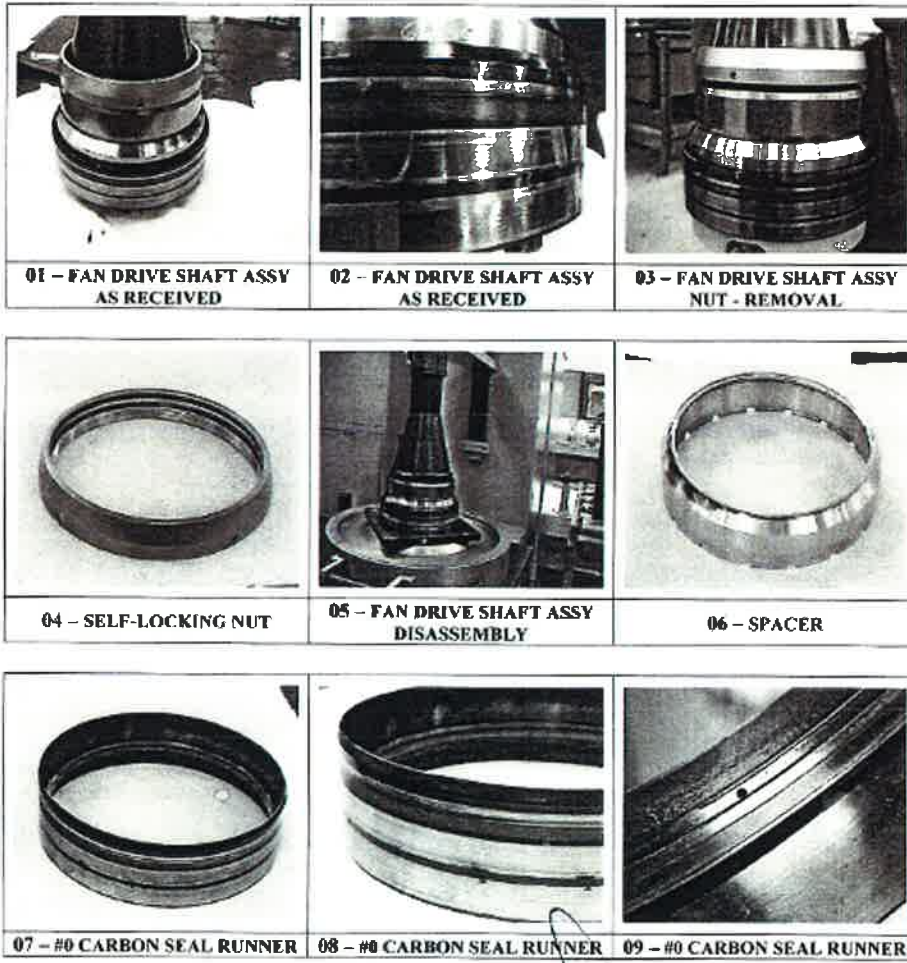 01 – FAN DRIVE SHAFT ASSY
AS RECEIVED
02 – FAN DRIVE SHAFT ASSY
AS RECEIVED
03 – FAN DRIVE SHAFT ASSY
NUT - REMOVAL
04 – SELF-LOCKING NUT
05 – FAN DRIVE SHAFT ASSY
DISASSEMBLY
06 – SPACER
07 – #0 CARBON SEAL RUNNER
08 – #0 CARBON SEAL RUNNER
09 – #0 CARBON SEAL RUNNER